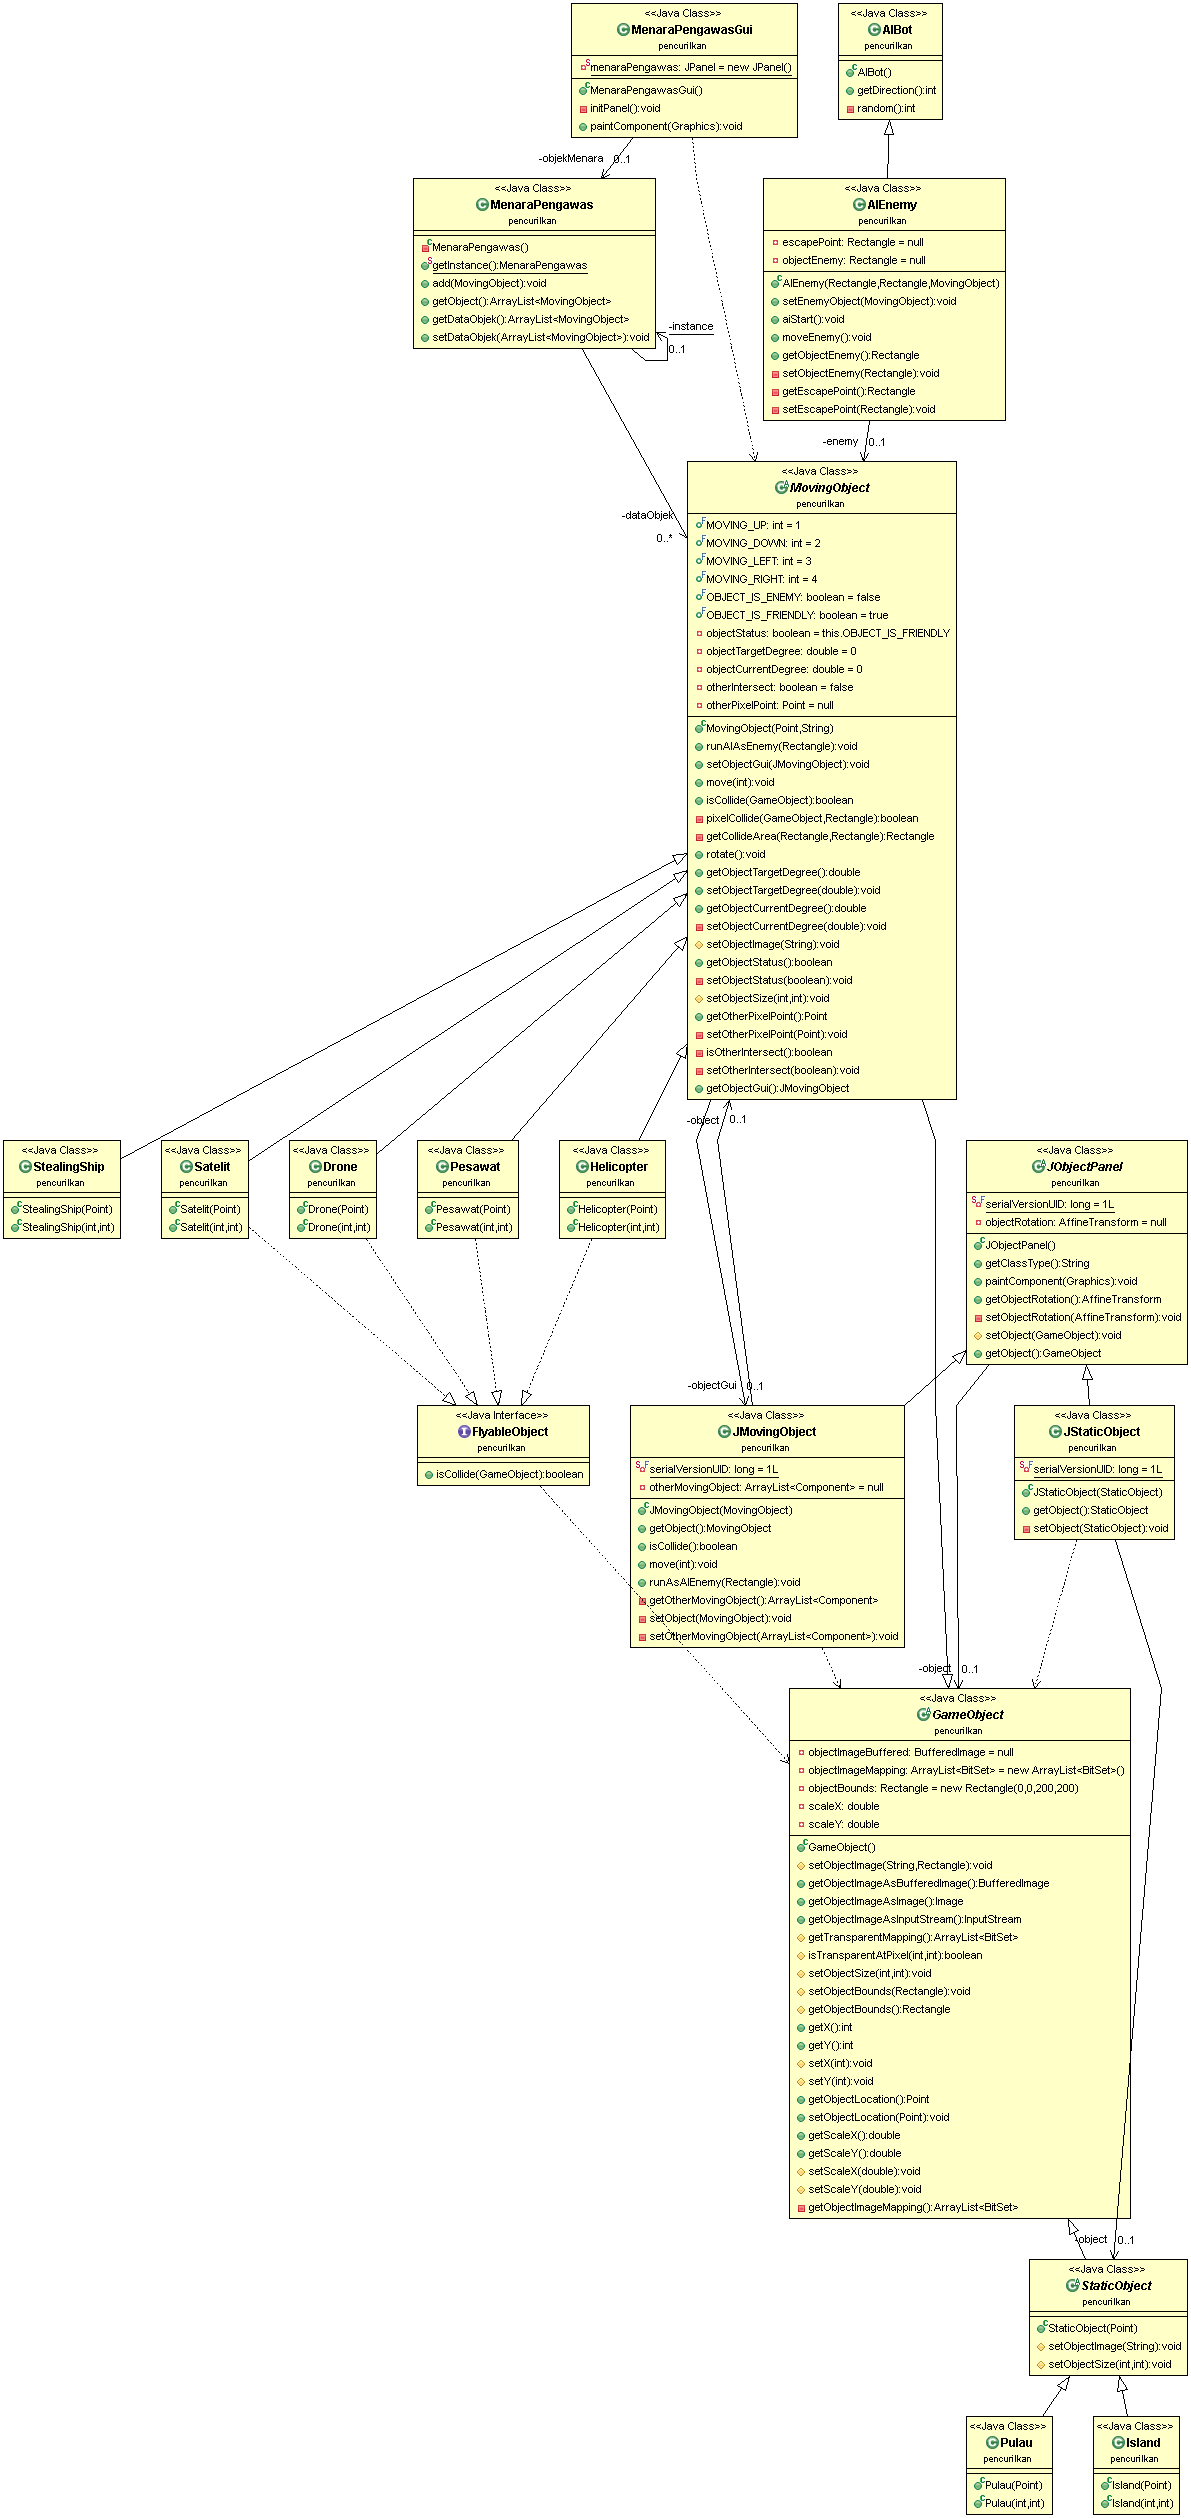 <<Java Class>>
MenaraPengawasGui
pencurilkan
menaraPengawas: JPanel = new JPanel()
MenaraPengawasGui()
initPanel():void
paintComponent(Graphics):void
<<Java Class>>
AIBot
pencurilkan
AIBot()
getDirection():int
random():int
-objekMenara
0..1
<<Java Class>>
MenaraPengawas
pencurilkan
MenaraPengawas()
getInstance():MenaraPengawas
add(MovingObject):void
getObject():ArrayList<MovingObject>
getDataObjek():ArrayList<MovingObject>
setDataObjek(ArrayList<MovingObject>):void
-instance
0..1
<<Java Class>>
AIEnemy
pencurilkan
escapePoint: Rectangle = null
objectEnemy: Rectangle = null
AIEnemy(Rectangle,Rectangle,MovingObject)
setEnemyObject(MovingObject):void
aiStart():void
moveEnemy():void
getObjectEnemy():Rectangle
setObjectEnemy(Rectangle):void
getEscapePoint():Rectangle
setEscapePoint(Rectangle):void
-enemy
0..1
-dataObjek
0..*
<<Java Class>>
MovingObject
pencurilkan
MOVING_UP: int = 1
MOVING_DOWN: int = 2
MOVING_LEFT: int = 3
MOVING_RIGHT: int = 4
OBJECT_IS_ENEMY: boolean = false
OBJECT_IS_FRIENDLY: boolean = true
objectStatus: boolean = this.OBJECT_IS_FRIENDLY
objectTargetDegree: double = 0
objectCurrentDegree: double = 0
otherIntersect: boolean = false
otherPixelPoint: Point = null
MovingObject(Point,String)
runAIAsEnemy(Rectangle):void
setObjectGui(JMovingObject):void
move(int):void
isCollide(GameObject):boolean
pixelCollide(GameObject,Rectangle):boolean
getCollideArea(Rectangle,Rectangle):Rectangle
rotate():void
getObjectTargetDegree():double
setObjectTargetDegree(double):void
getObjectCurrentDegree():double
setObjectCurrentDegree(double):void
setObjectImage(String):void
getObjectStatus():boolean
setObjectStatus(boolean):void
setObjectSize(int,int):void
getOtherPixelPoint():Point
setOtherPixelPoint(Point):void
isOtherIntersect():boolean
setOtherIntersect(boolean):void
getObjectGui():JMovingObject
-object
0..1
<<Java Class>>
StealingShip
pencurilkan
StealingShip(Point)
StealingShip(int,int)
<<Java Class>>
Satelit
pencurilkan
Satelit(Point)
Satelit(int,int)
<<Java Class>>
Drone
pencurilkan
Drone(Point)
Drone(int,int)
<<Java Class>>
Pesawat
pencurilkan
Pesawat(Point)
Pesawat(int,int)
<<Java Class>>
Helicopter
pencurilkan
Helicopter(Point)
Helicopter(int,int)
<<Java Class>>
JObjectPanel
pencurilkan
serialVersionUID: long = 1L
objectRotation: AffineTransform = null
JObjectPanel()
getClassType():String
paintComponent(Graphics):void
getObjectRotation():AffineTransform
setObjectRotation(AffineTransform):void
setObject(GameObject):void
getObject():GameObject
-objectGui
0..1
<<Java Interface>>
FlyableObject
pencurilkan
isCollide(GameObject):boolean
<<Java Class>>
JMovingObject
pencurilkan
serialVersionUID: long = 1L
otherMovingObject: ArrayList<Component> = null
JMovingObject(MovingObject)
getObject():MovingObject
isCollide():boolean
move(int):void
runAsAIEnemy(Rectangle):void
getOtherMovingObject():ArrayList<Component>
setObject(MovingObject):void
setOtherMovingObject(ArrayList<Component>):void
<<Java Class>>
JStaticObject
pencurilkan
serialVersionUID: long = 1L
JStaticObject(StaticObject)
getObject():StaticObject
setObject(StaticObject):void
-object
0..1
<<Java Class>>
GameObject
pencurilkan
objectImageBuffered: BufferedImage = null
objectImageMapping: ArrayList<BitSet> = new ArrayList<BitSet>()
objectBounds: Rectangle = new Rectangle(0,0,200,200)
scaleX: double
scaleY: double
GameObject()
setObjectImage(String,Rectangle):void
getObjectImageAsBufferedImage():BufferedImage
getObjectImageAsImage():Image
getObjectImageAsInputStream():InputStream
getTransparentMapping():ArrayList<BitSet>
isTransparentAtPixel(int,int):boolean
setObjectSize(int,int):void
setObjectBounds(Rectangle):void
getObjectBounds():Rectangle
getX():int
getY():int
setX(int):void
setY(int):void
getObjectLocation():Point
setObjectLocation(Point):void
getScaleX():double
getScaleY():double
setScaleX(double):void
setScaleY(double):void
getObjectImageMapping():ArrayList<BitSet>
-object
0..1
<<Java Class>>
StaticObject
pencurilkan
StaticObject(Point)
setObjectImage(String):void
setObjectSize(int,int):void
<<Java Class>>
Pulau
pencurilkan
Pulau(Point)
Pulau(int,int)
<<Java Class>>
Island
pencurilkan
Island(Point)
Island(int,int)